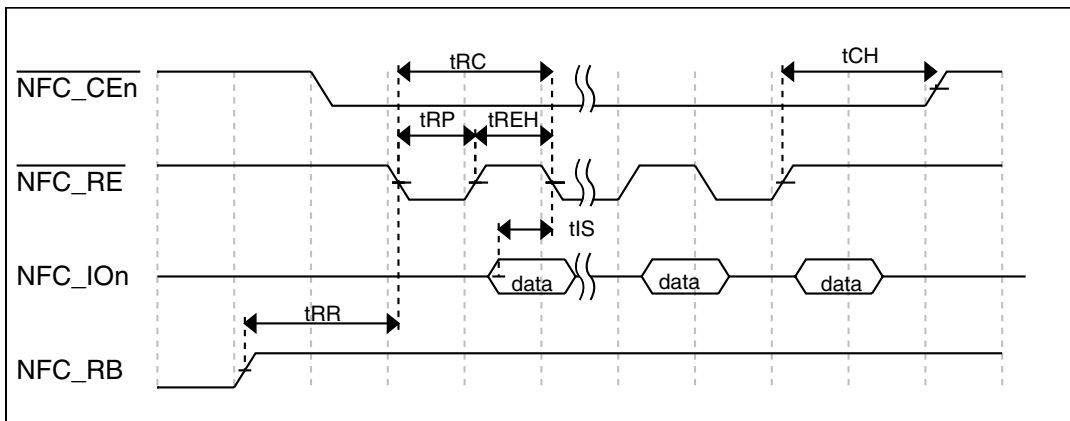 tRC
tCH
NFC_CEn
tRP
tREH
NFC_RE
tIS
NFC_IOn
data
data
data
tRR
NFC_RB